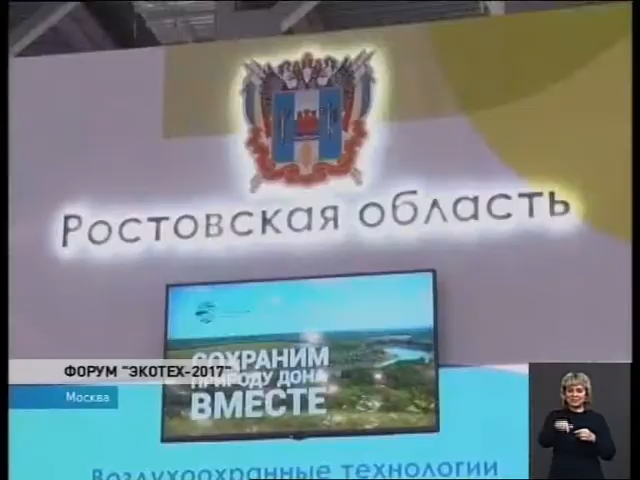 Ростовская область
СОХРАНИМ
ПРИРОДУ ДОНА
ВМЕСТЕ
ФОРУМ "ЭКОТЕХ-2017"
Москва
Воздухоохранные технологии